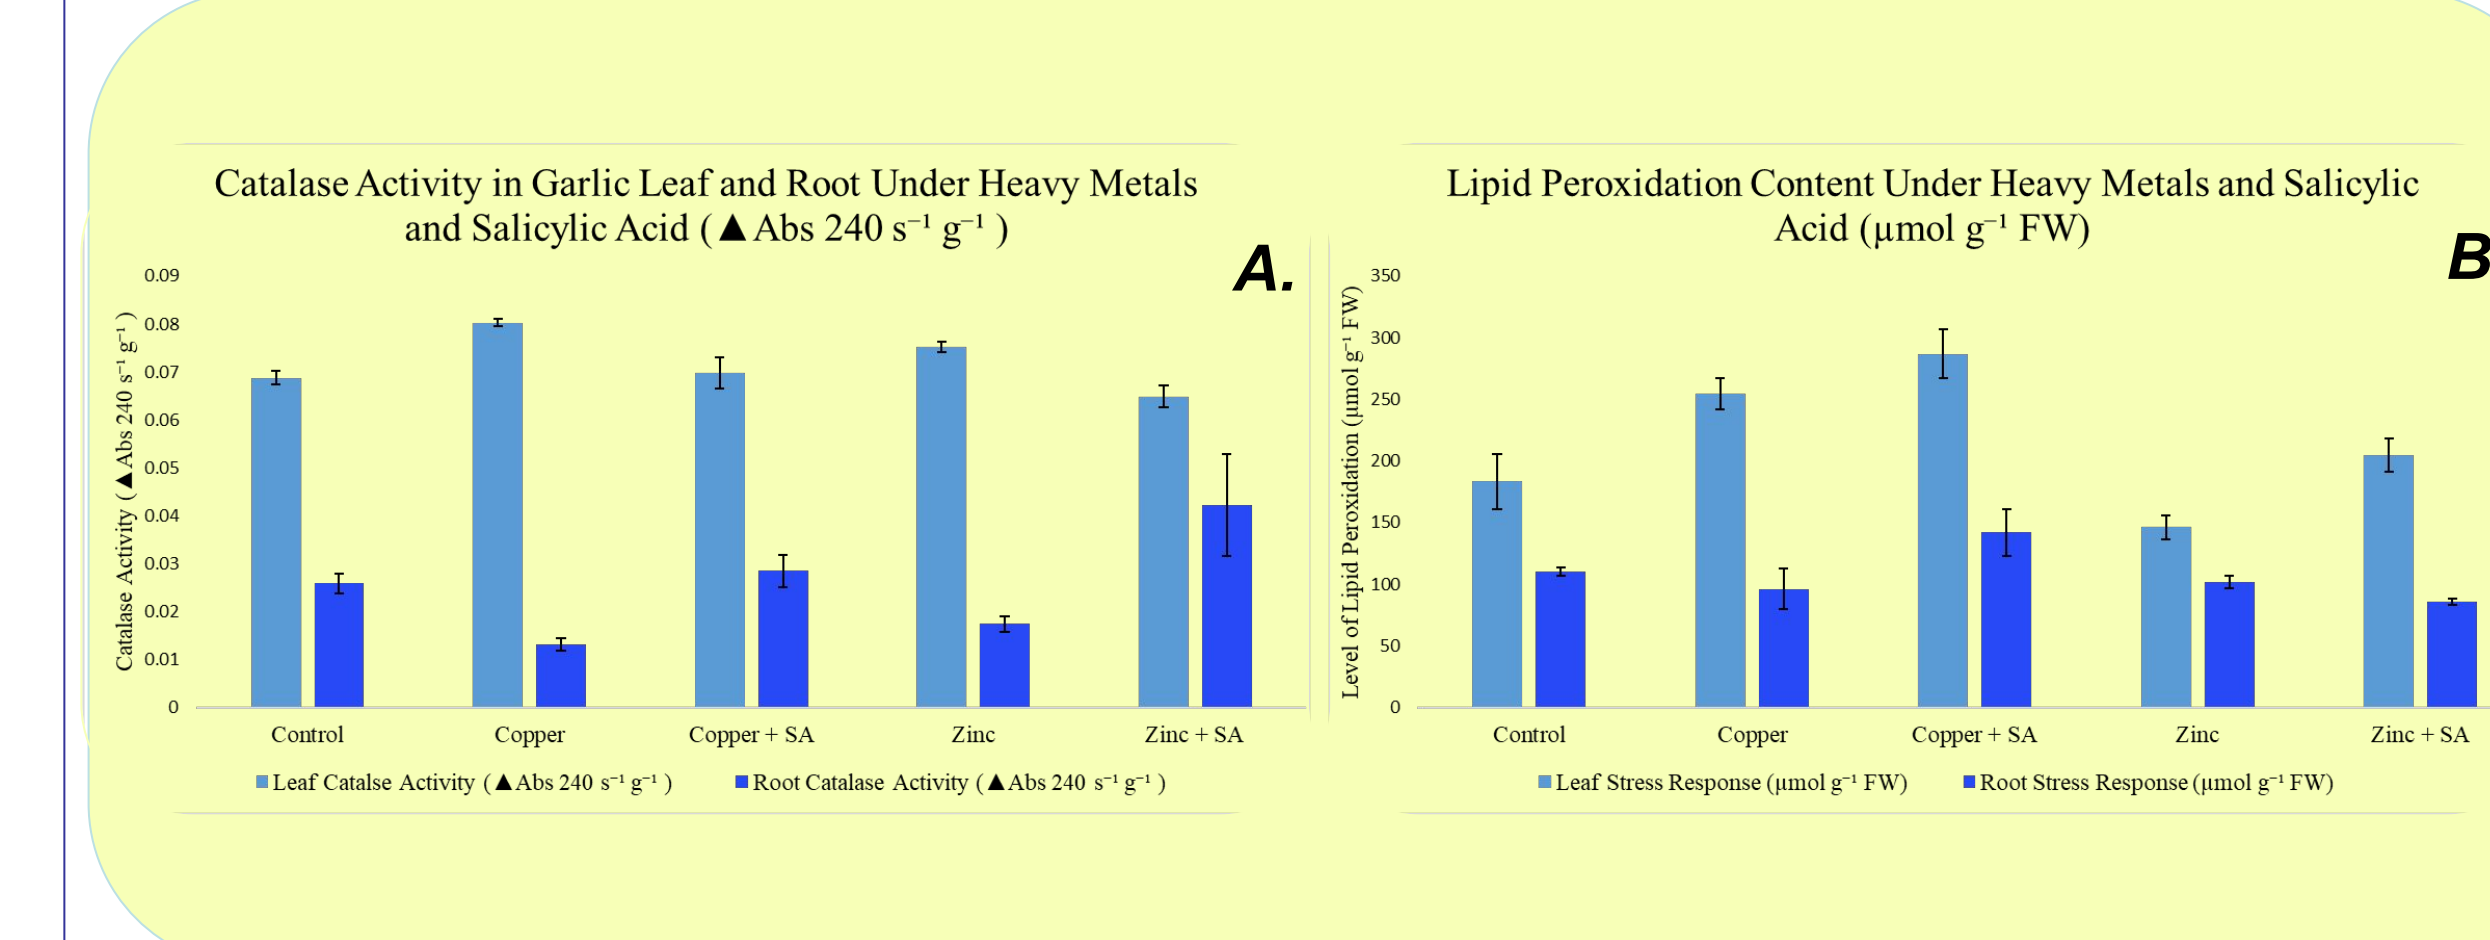 Catalase Activity in Garlic Leaf and Root Under Heavy Metals
and Salicylic Acid (▲Abs 240 s⁻¹ g⁻¹ )
A.
Catalase Activity (▲Abs 240 s⁻¹ g⁻¹ )
0.09
0.08
0.07
0.06
0.05
0.04
0.03
0.02
0.01
0
Control Copper Copper + SA Zinc Zinc + SA
Leaf Catalse Activity (▲Abs 240 s⁻¹ g⁻¹ ) Root Catalase Activity (▲Abs 240 s⁻¹ g⁻¹ )
Lipid Peroxidation Content Under Heavy Metals and Salicylic
Acid (µmol g⁻¹ FW)
B
Level of Lipid Peroxidation (µmol g⁻¹ FW)
350
300
250
200
150
100
50
0
Control Copper Copper + SA Zinc Zinc + SA
Leaf Stress Response (µmol g⁻¹ FW) Root Stress Response (µmol g⁻¹ FW)